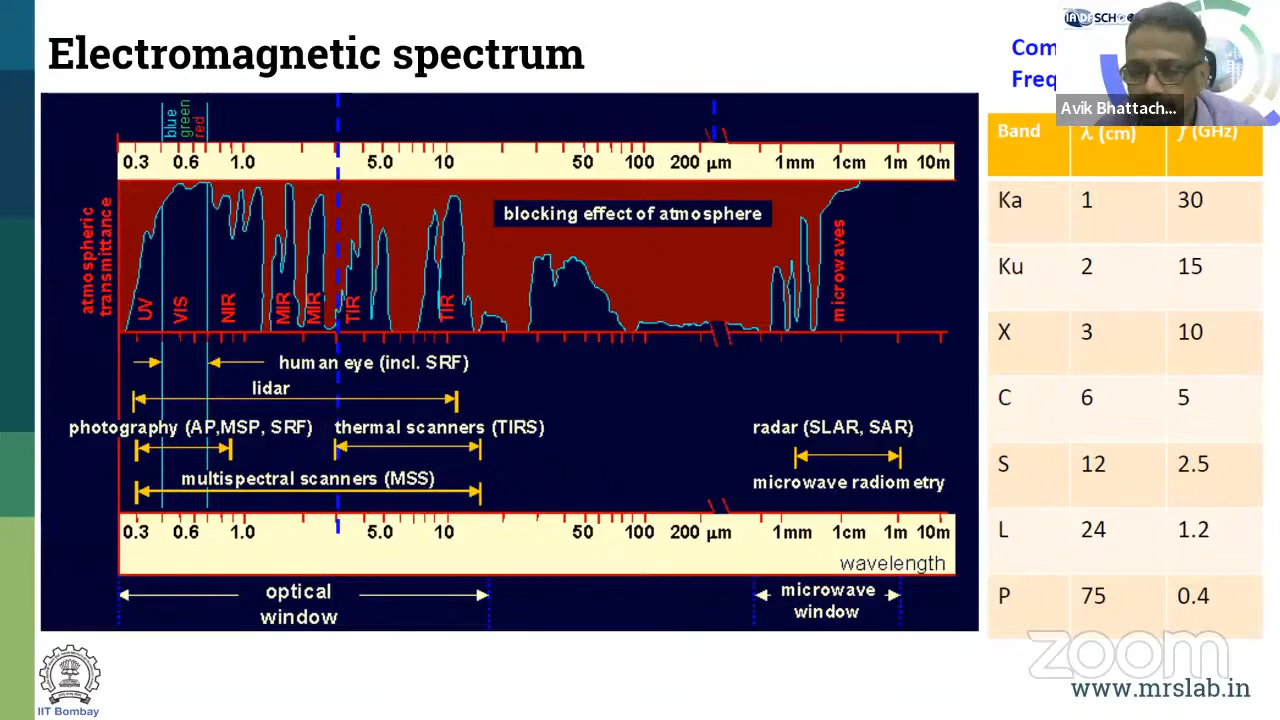 Electromagnetic spectrum
IADFSCHOO
Com
Freq
Avik Bhattach...
blue
green
red
0.3 0.6 1.0 5.0 10 50 100 200 µm 1mm 1cm 1m 10m
atmospheric
transmittance
blocking effect of atmosphere
UV VIS NIR MIR MIR TIR TIR microwaves
human eye (incl. SRF)
lidar
photography (AP,MSP, SRF) thermal scanners (TIRS) radar (SLAR, SAR)
multispectral scanners (MSS) microwave radiometry
0.3 0.6 1.0 5.0 10 50 100 200 µm 1mm 1cm 1m 10m
wavelength
optical
window
microwave
window
Band λ (cm) f (GHz)
Ka 1 30
Ku 2 15
X 3 10
C 6 5
S 12 2.5
L 24 1.2
P 75 0.4
IIT Bombay
zoom
www.mrslab.in